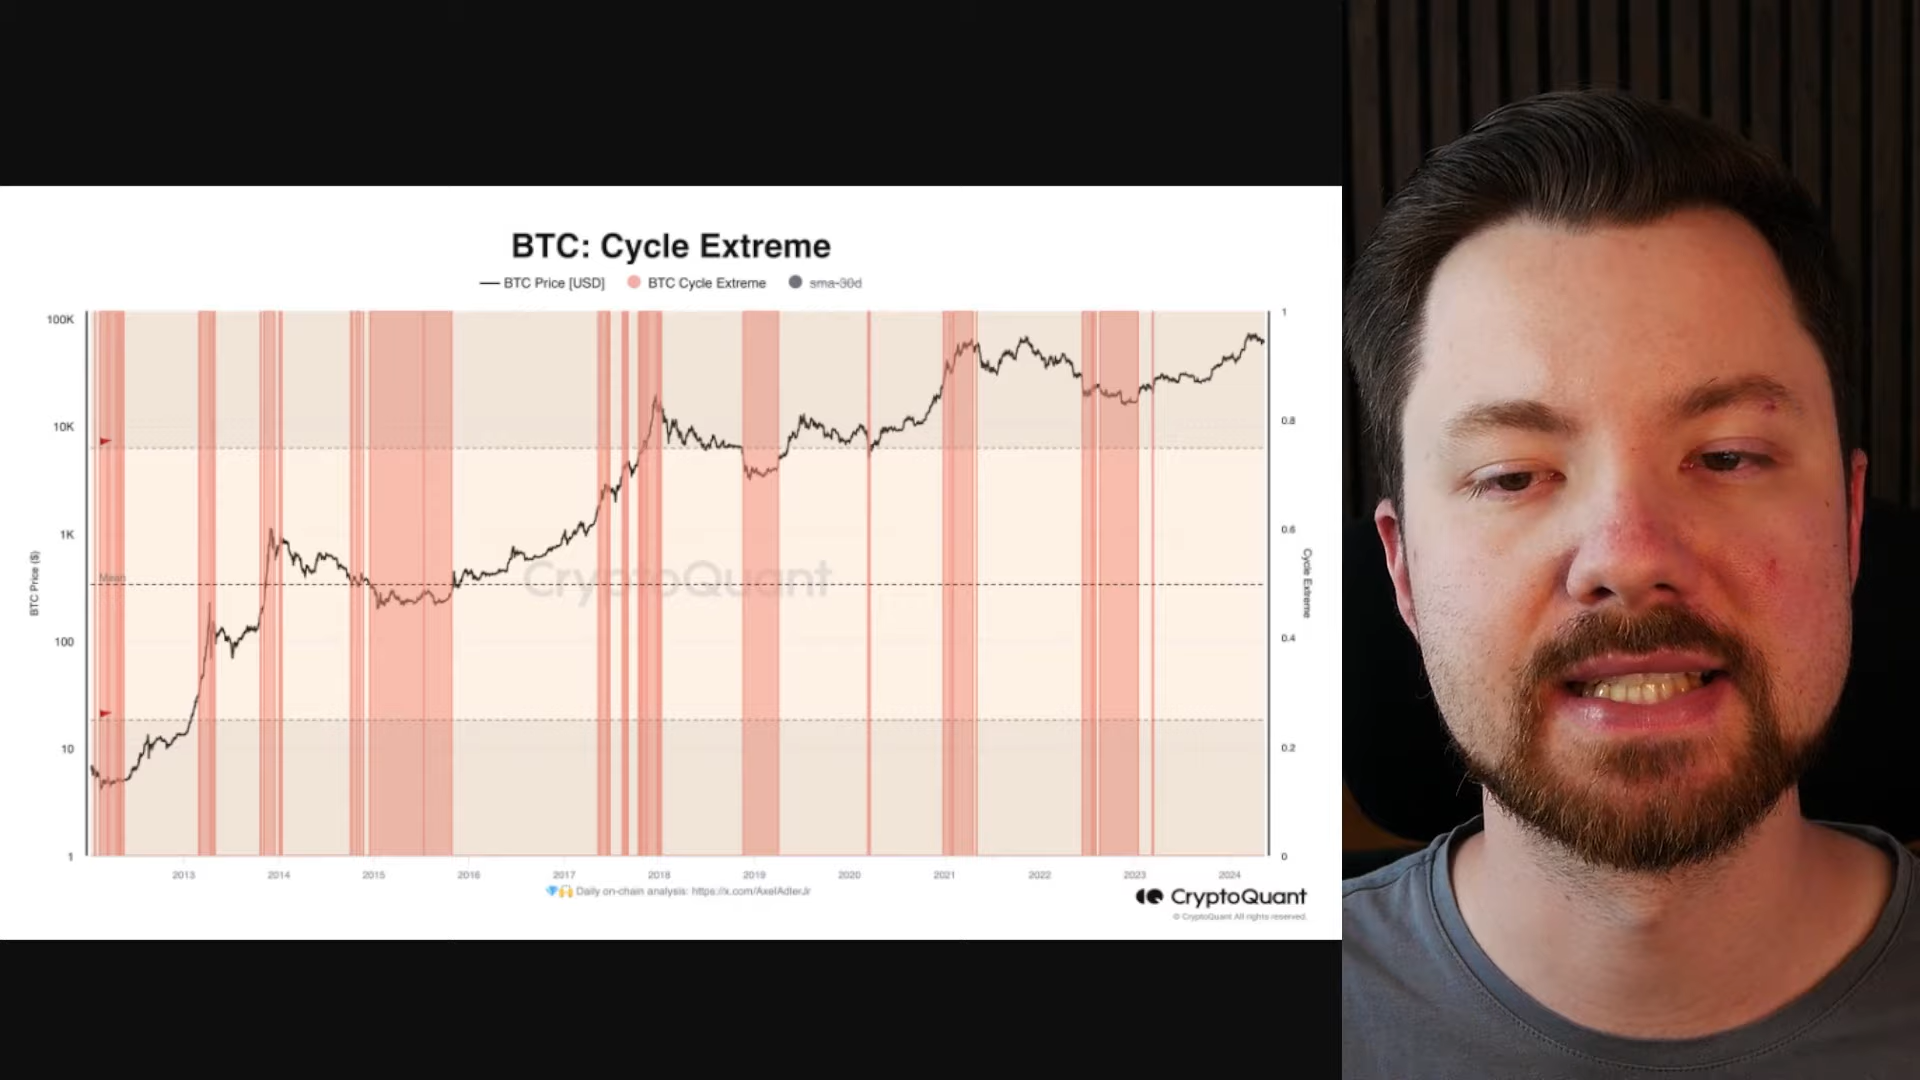 BTC: Cycle Extreme
BTC Price [USD] BTC Cycle Extreme sma-30d
100K
10K
1K
100
10
1
BTC Price ($)
Mean
CryptoQuant
1
0.8
0.6
0.4
0.2
0
Cycle Extreme
2013 2014 2015 2016 2017 2018 2019 2020 2021 2022 2023 2024
Daily on-chain analysis: https://x.com/AxelAdlerJr
CryptoQuant
© CryptoQuant All rights reserved.